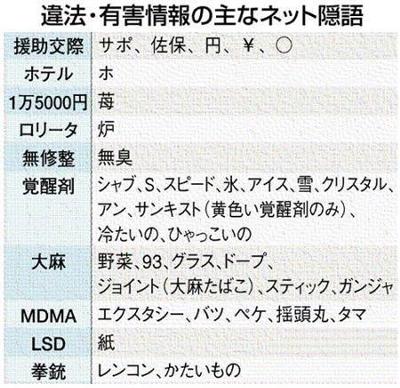 違法・有害情報の主なネット隠語
援助交際 サポ、佐保、円、¥、○
ホテル ホ
1万5000円 苺
ロリータ 炉
無修整 無臭
覚醒剤 シャブ、S、スピード、氷、アイス、雪、クリスタル、
アン、サンキスト(黄色い覚醒剤のみ)、
冷たいの、ひゃっこいの
大麻 野菜、93、グラス、ドープ、
ジョイント(大麻たばこ)、スティック、ガンジャ
MDMA エクスタシー、バツ、ペケ、揺頭丸、タマ
LSD 紙
拳銃 レンコン、かたいもの